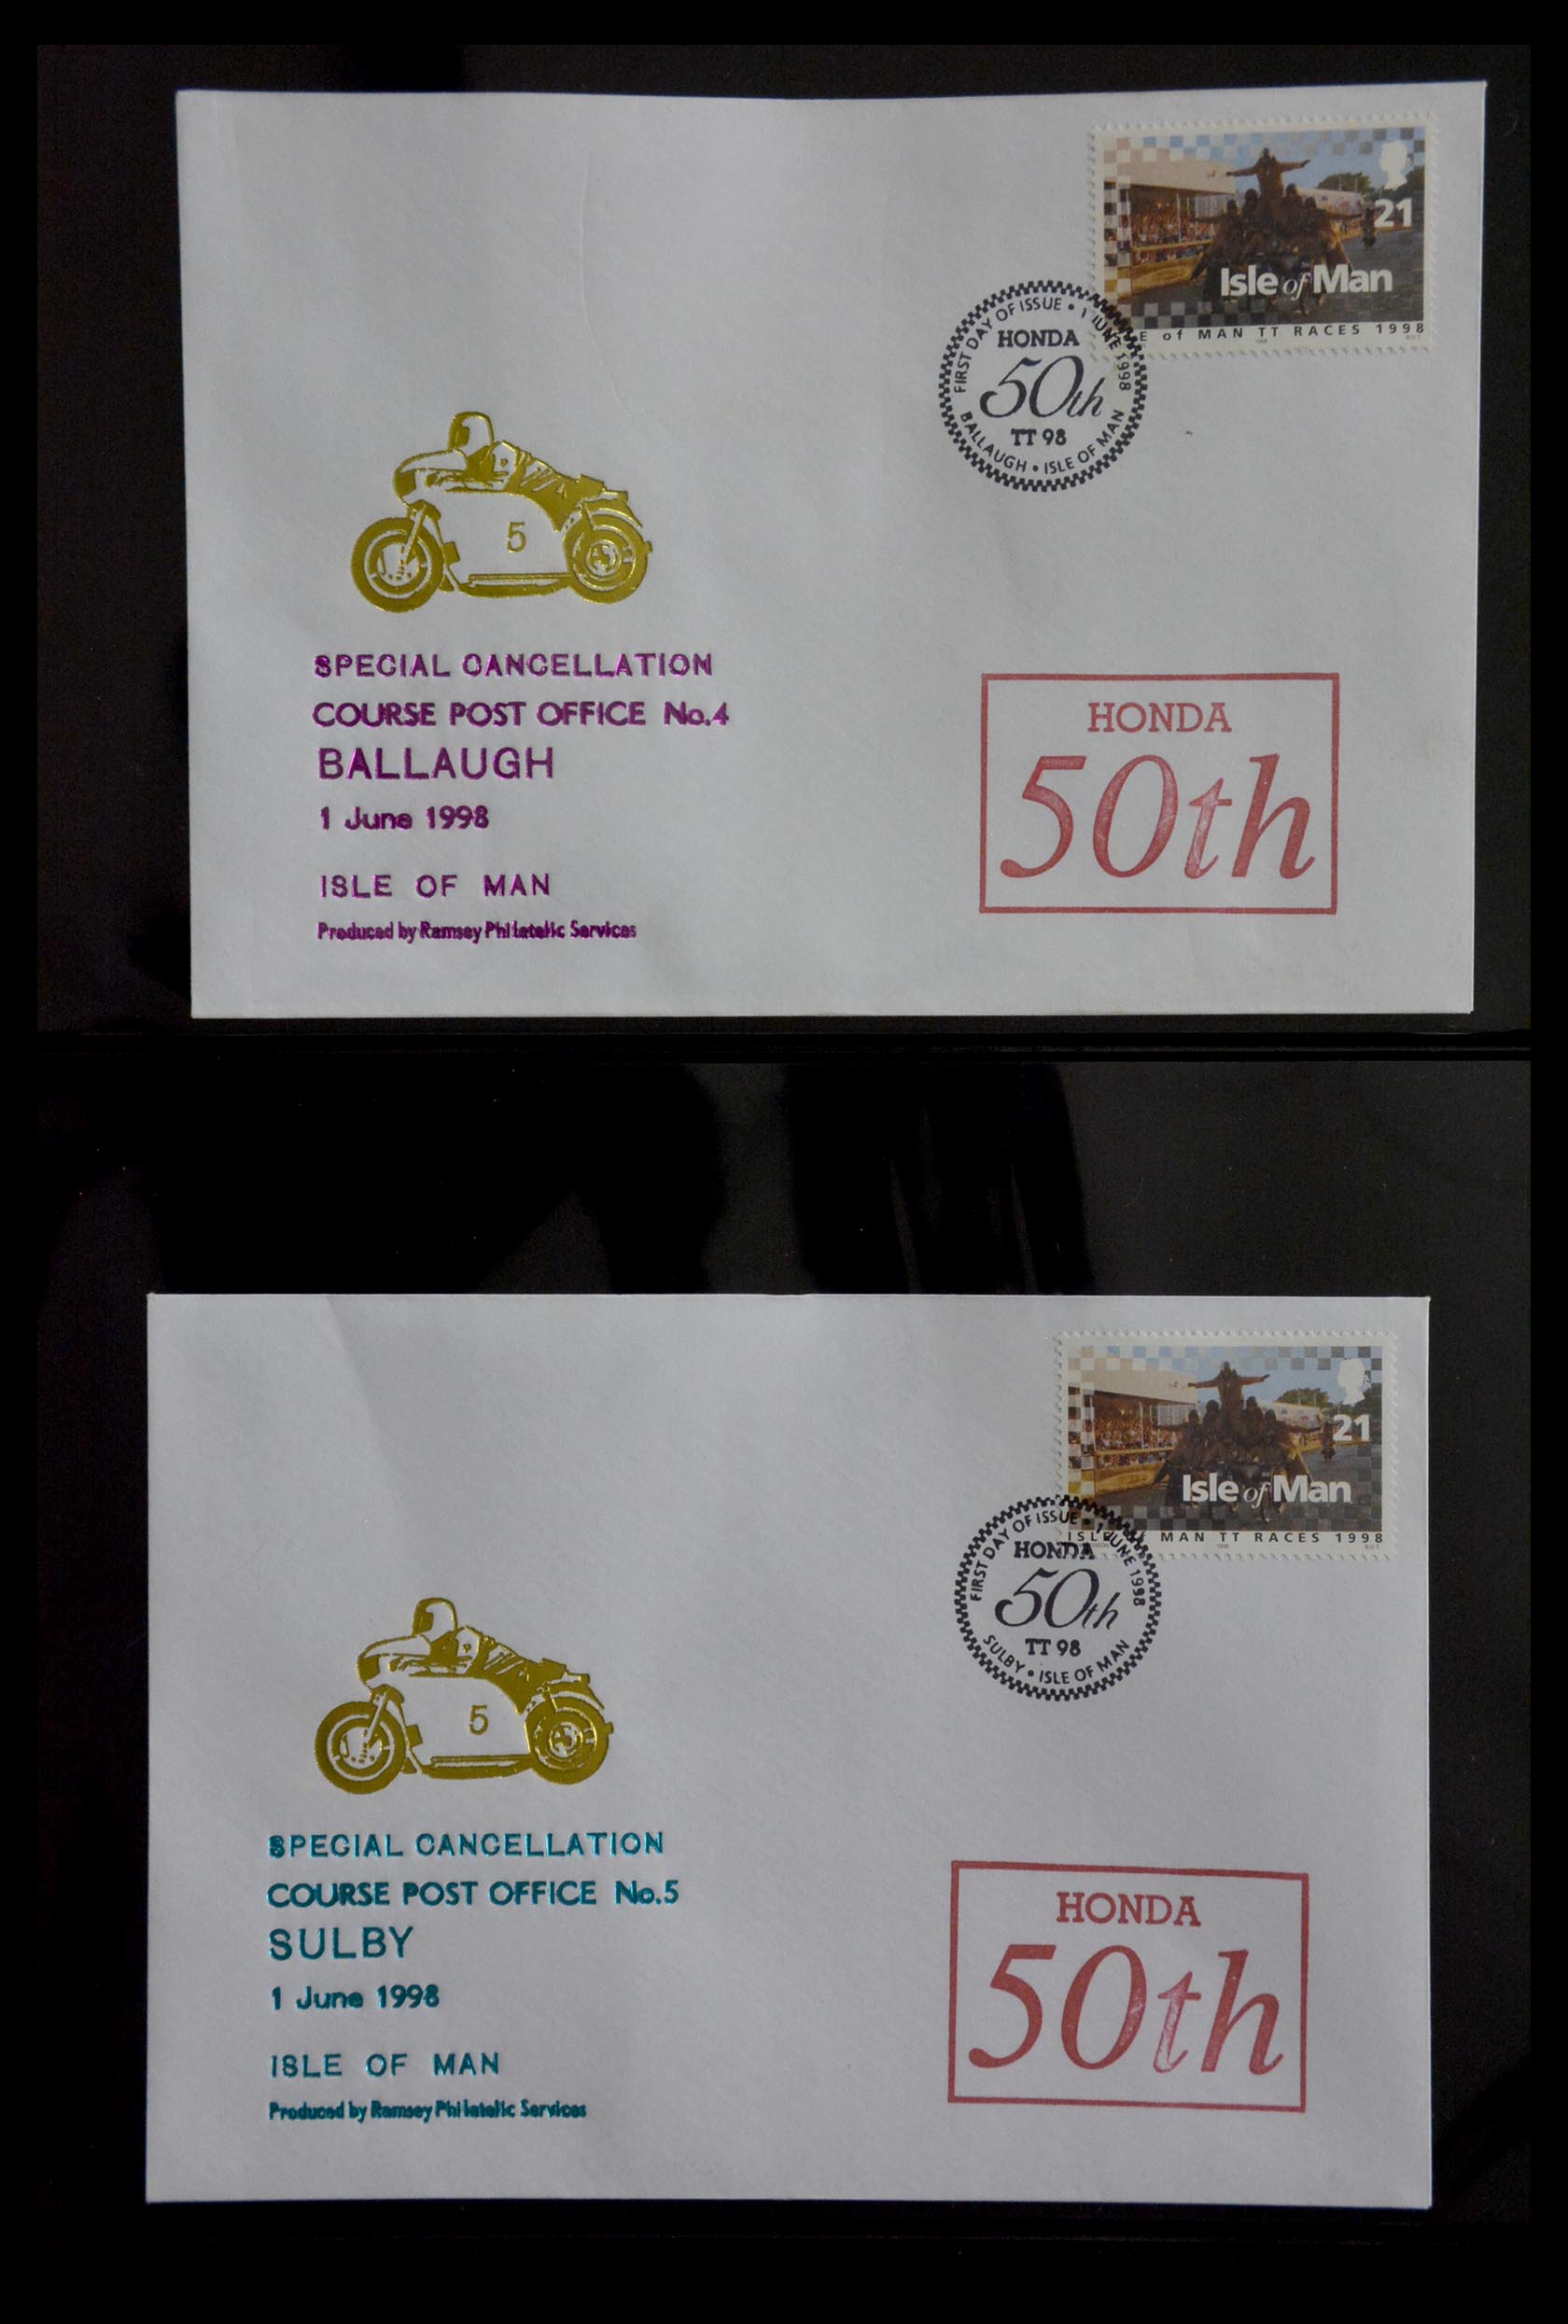 21
Isle of Man
E of MAN TT RACES 1998
FIRST DAY OF ISSUE • 1 JUNE 1998
HONDA
50th
TT 98
BALLAUGH • ISLE OF MAN
5
SPECIAL CANCELLATION
COURSE POST OFFICE No.4
BALLAUGH
1 June 1998
ISLE OF MAN
Produced by Ramsey Philatelic Services
HONDA
50th
21
Isle of Man
ISLE MAN TT RACES 1998
FIRST DAY OF ISSUE • 1 JUNE 1998
HONDA
50th
TT 98
SULBY • ISLE OF MAN
5
SPECIAL CANCELLATION
COURSE POST OFFICE No.5
SULBY
1 June 1998
ISLE OF MAN
Produced by Ramsey Philatelic Services
HONDA
50th